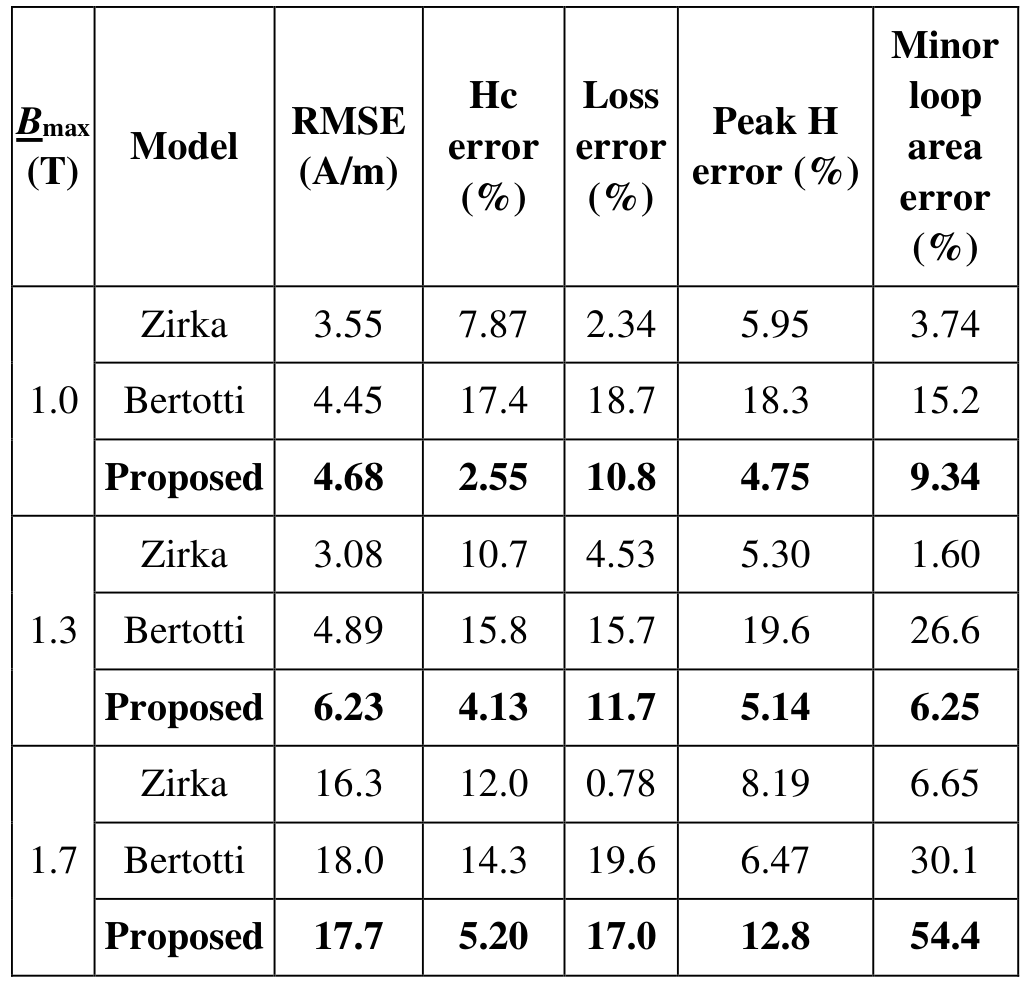 B̲max (T) | Model | RMSE (A/m) | Hc error (%) | Loss error (%) | Peak H error (%) | Minor loop area error (%)
1.0 | Zirka | 3.55 | 7.87 | 2.34 | 5.95 | 3.74
Bertotti | 4.45 | 17.4 | 18.7 | 18.3 | 15.2
Proposed | 4.68 | 2.55 | 10.8 | 4.75 | 9.34
1.3 | Zirka | 3.08 | 10.7 | 4.53 | 5.30 | 1.60
Bertotti | 4.89 | 15.8 | 15.7 | 19.6 | 26.6
Proposed | 6.23 | 4.13 | 11.7 | 5.14 | 6.25
1.7 | Zirka | 16.3 | 12.0 | 0.78 | 8.19 | 6.65
Bertotti | 18.0 | 14.3 | 19.6 | 6.47 | 30.1
Proposed | 17.7 | 5.20 | 17.0 | 12.8 | 54.4